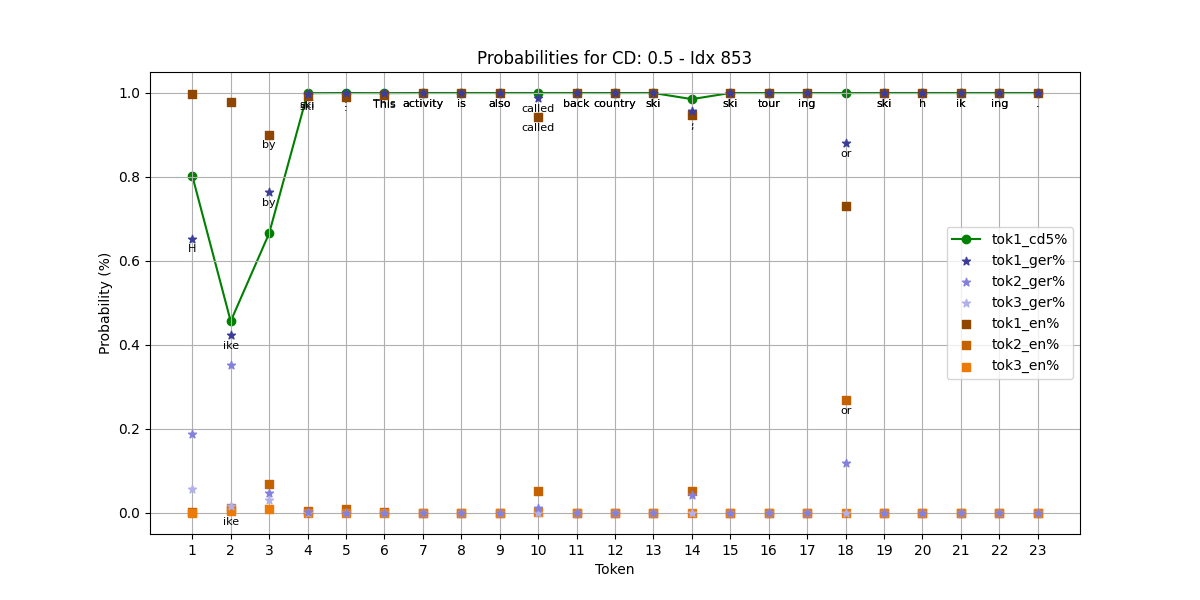 Probabilities for CD: 0.5 - Idx 853
Probability (%)
1.0
0.8
0.6
0.4
0.2
0.0
H
ike
ike
by
by
ski
:
This
activity
is
also
called
called
back
country
ski
ski
tour
ing
or
or
ski
h
ik
ing
.
tok1_cd5%
tok1_ger%
tok2_ger%
tok3_ger%
tok1_en%
tok2_en%
tok3_en%
1 2 3 4 5 6 7 8 9 10 11 12 13 14 15 16 17 18 19 20 21 22 23
Token